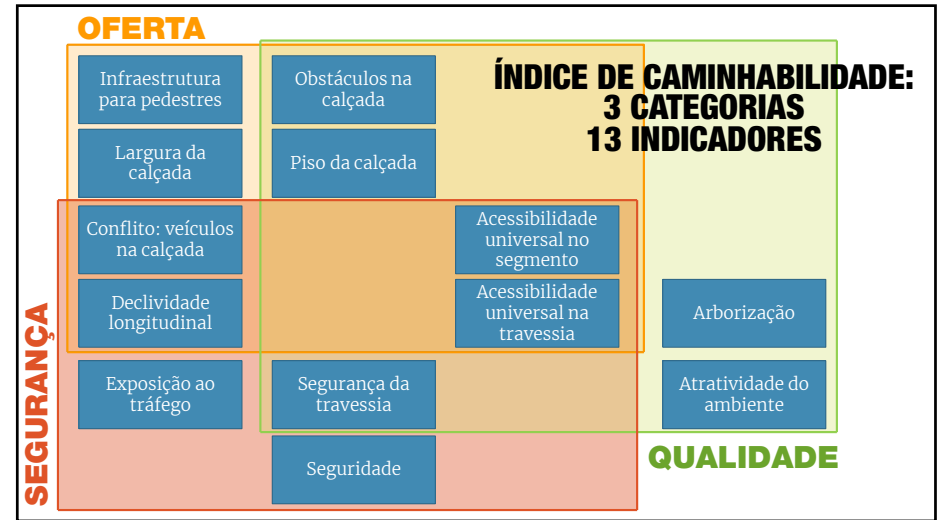 OFERTA
ÍNDICE DE CAMINHABILIDADE:
3 CATEGORIAS
13 INDICADORES
Infraestrutura
para pedestres
Obstáculos na
calçada
Largura da
calçada
Piso da calçada
Conflito: veículos
na calçada
Acessibilidade
universal no
segmento
Declividade
longitudinal
Acessibilidade
universal na
travessia
Arborização
Exposição ao
tráfego
Segurança da
travessia
Atratividade do
ambiente
Seguridade
SEGURANÇA
QUALIDADE